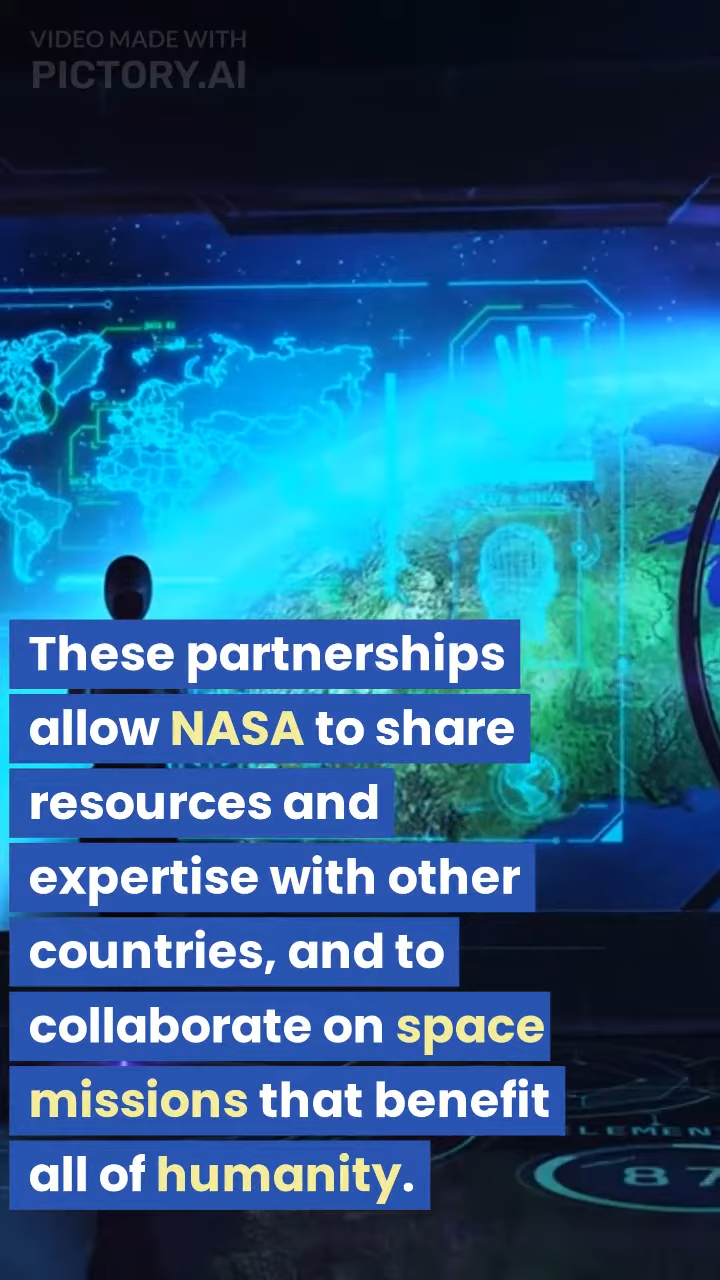 VIDEO MADE WITH
PICTORY.AI
These partnerships
allow NASA to share
resources and
expertise with other
countries, and to
collaborate on space
missions that benefit
all of humanity.
87